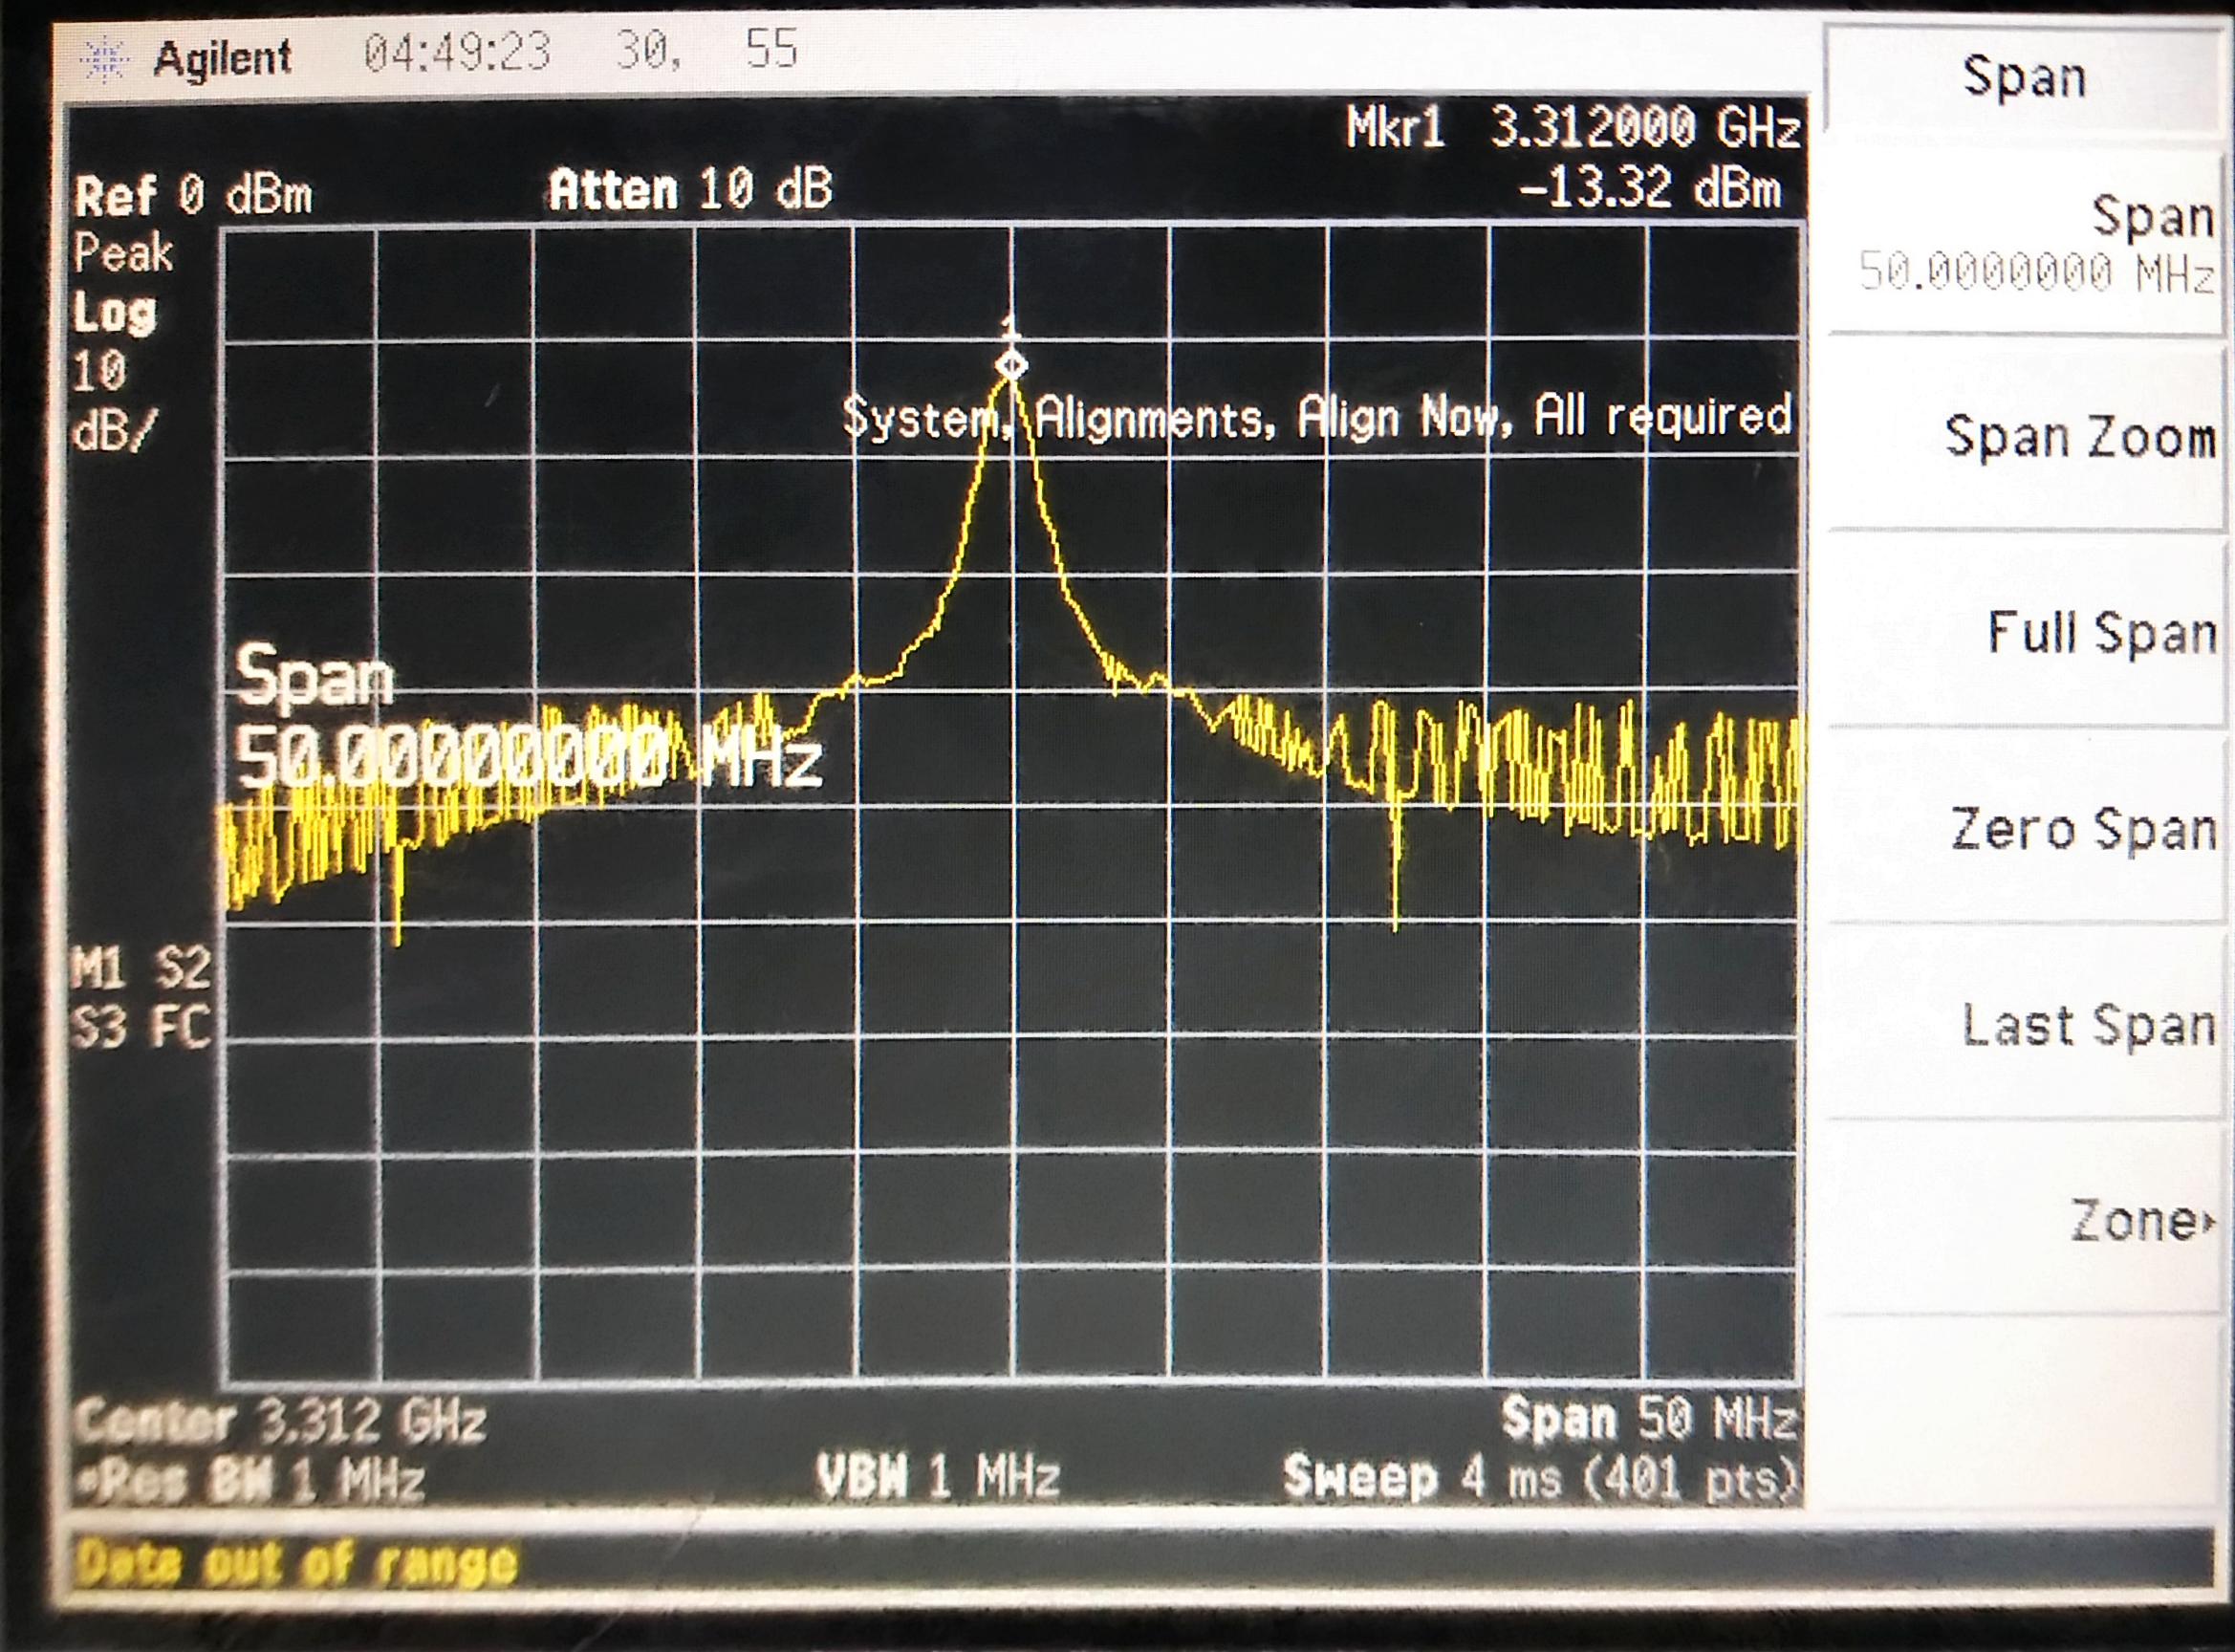 Agilent 04:49:23 30, 55
Span
Mkr1 3.312000 GHz
Ref 0 dBm Atten 10 dB -13.32 dBm
Peak
Log
10
dB/
1
System, Alignments, Align Now, All required
Span
50.00000000 MHz
M1 S2
S3 FC
Center 3.312 GHz Span 50 MHz
•Res BW 1 MHz VBW 1 MHz Sweep 4 ms (401 pts)
Data out of range
Span
50.0000000 MHz
Span Zoom
Full Span
Zero Span
Last Span
Zone